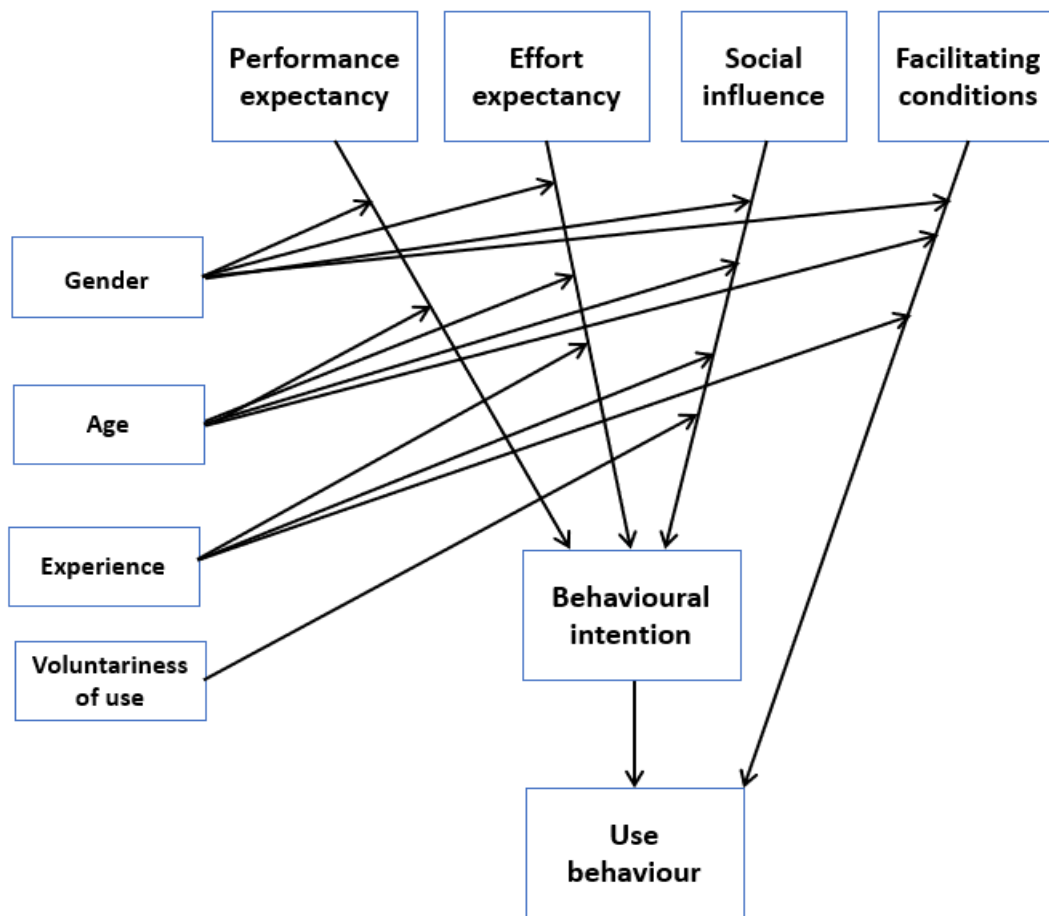 Performance
expectancy
Effort
expectancy
Social
influence
Facilitating
conditions
Gender
Age
Experience
Voluntariness
of use
Behavioural
intention
Use
behaviour